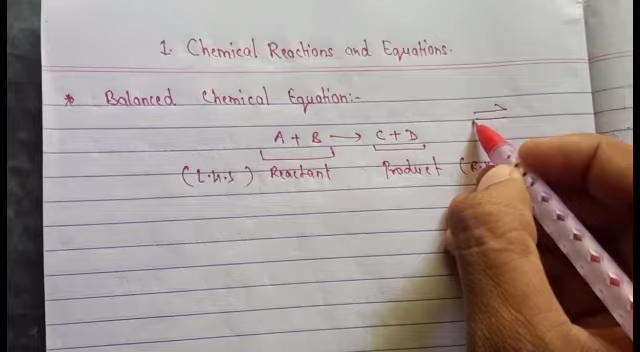 1. Chemical Reactions and Equations.
* Balanced Chemical Equation:-
A + B → C + D
(L.H.S) Reactant Product